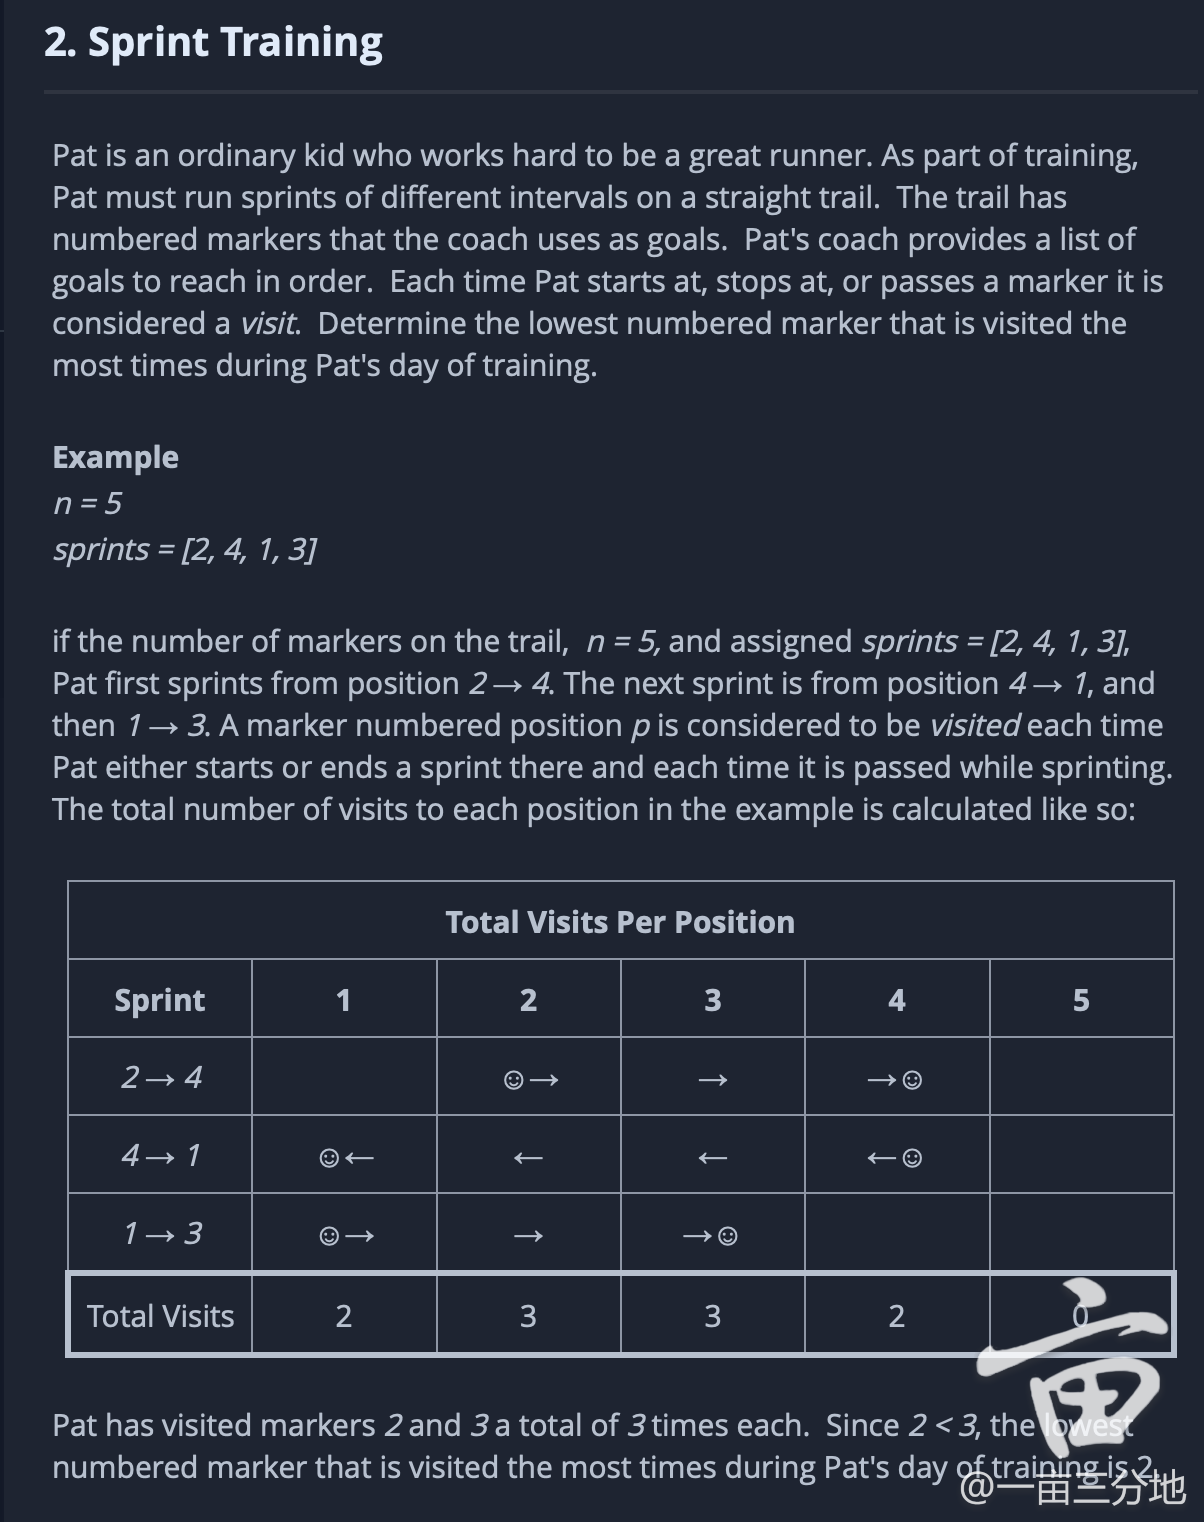 2. Sprint Training
Pat is an ordinary kid who works hard to be a great runner. As part of training,
Pat must run sprints of different intervals on a straight trail.  The trail has
numbered markers that the coach uses as goals.  Pat's coach provides a list of
goals to reach in order.  Each time Pat starts at, stops at, or passes a marker it is
considered a visit.  Determine the lowest numbered marker that is visited the
most times during Pat's day of training.
Example
n = 5
sprints = [2, 4, 1, 3]
if the number of markers on the trail,  n = 5, and assigned sprints = [2, 4, 1, 3],
Pat first sprints from position 2 → 4. The next sprint is from position 4 → 1, and
then 1 → 3. A marker numbered position p is considered to be visited each time
Pat either starts or ends a sprint there and each time it is passed while sprinting.
The total number of visits to each position in the example is calculated like so:
Total Visits Per Position
Sprint 1 2 3 4 5
2 → 4 ☺→ → →☺
4 → 1 ☺← ← ← ←☺
1 → 3 ☺→ → →☺
Total Visits 2 3 3 2 0
Pat has visited markers 2 and 3 a total of 3 times each.  Since 2 < 3, the lowest
numbered marker that is visited the most times during Pat's day of training is 2.
亩
@一亩三分地